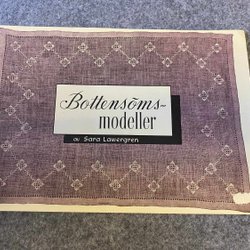 Bottensöms-
modeller
av Sara Lawergren